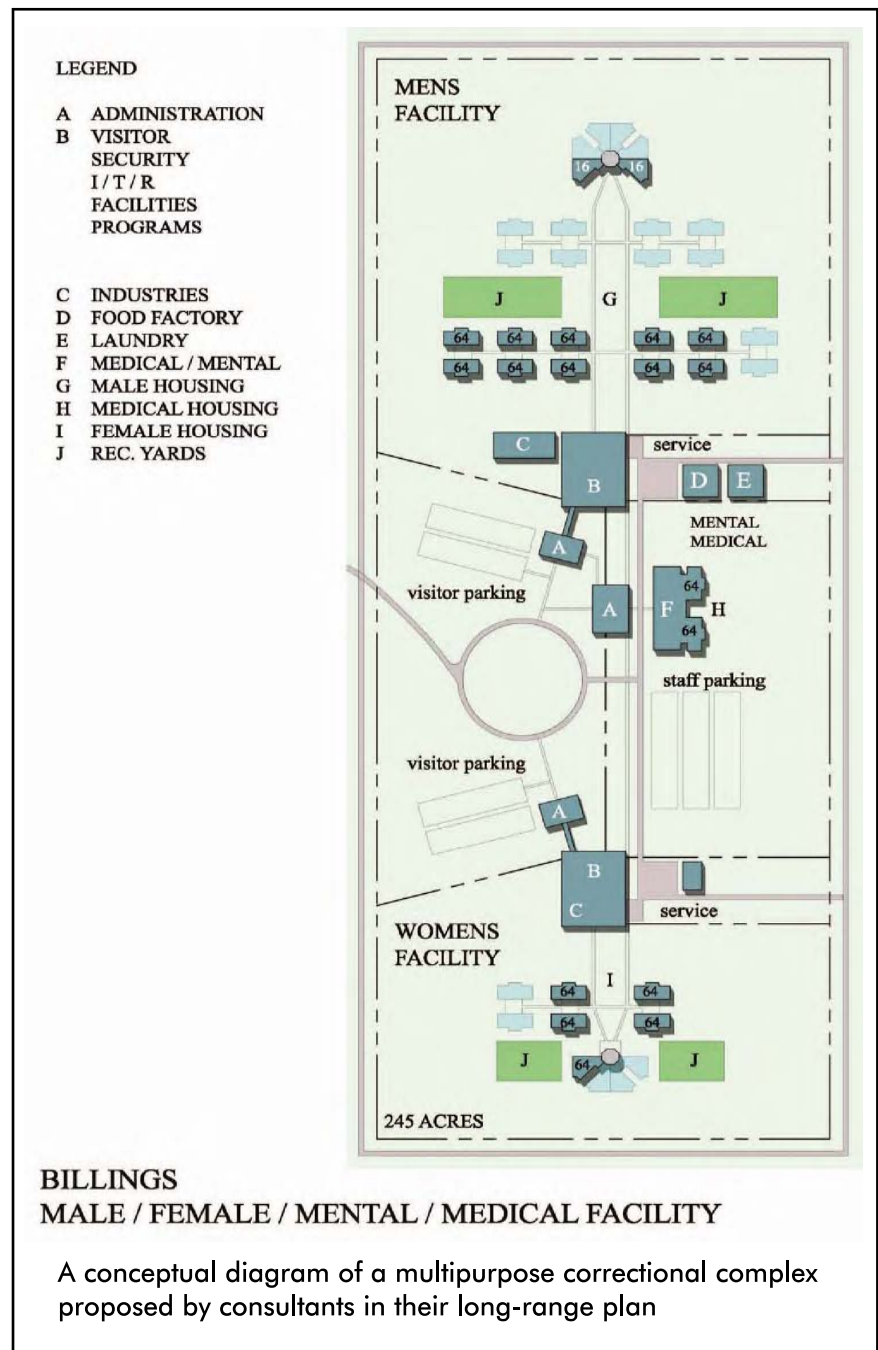 LEGEND
A ADMINISTRATION
B VISITOR
SECURITY
I / T / R
FACILITIES
PROGRAMS
C INDUSTRIES
D FOOD FACTORY
E LAUNDRY
F MEDICAL / MENTAL
G MALE HOUSING
H MEDICAL HOUSING
I FEMALE HOUSING
J REC. YARDS
MENS
FACILITY
16 16
J G J
64 64 64 64 64
64 64 64 64 64
C
B
service
D E
MENTAL
MEDICAL
A
visitor parking
A
F
64
H
64
staff parking
visitor parking
A
B
C
service
WOMENS
FACILITY
I
64 64
64 64
J 64 J
245 ACRES
BILLINGS
MALE / FEMALE / MENTAL / MEDICAL FACILITY
A conceptual diagram of a multipurpose correctional complex
proposed by consultants in their long-range plan